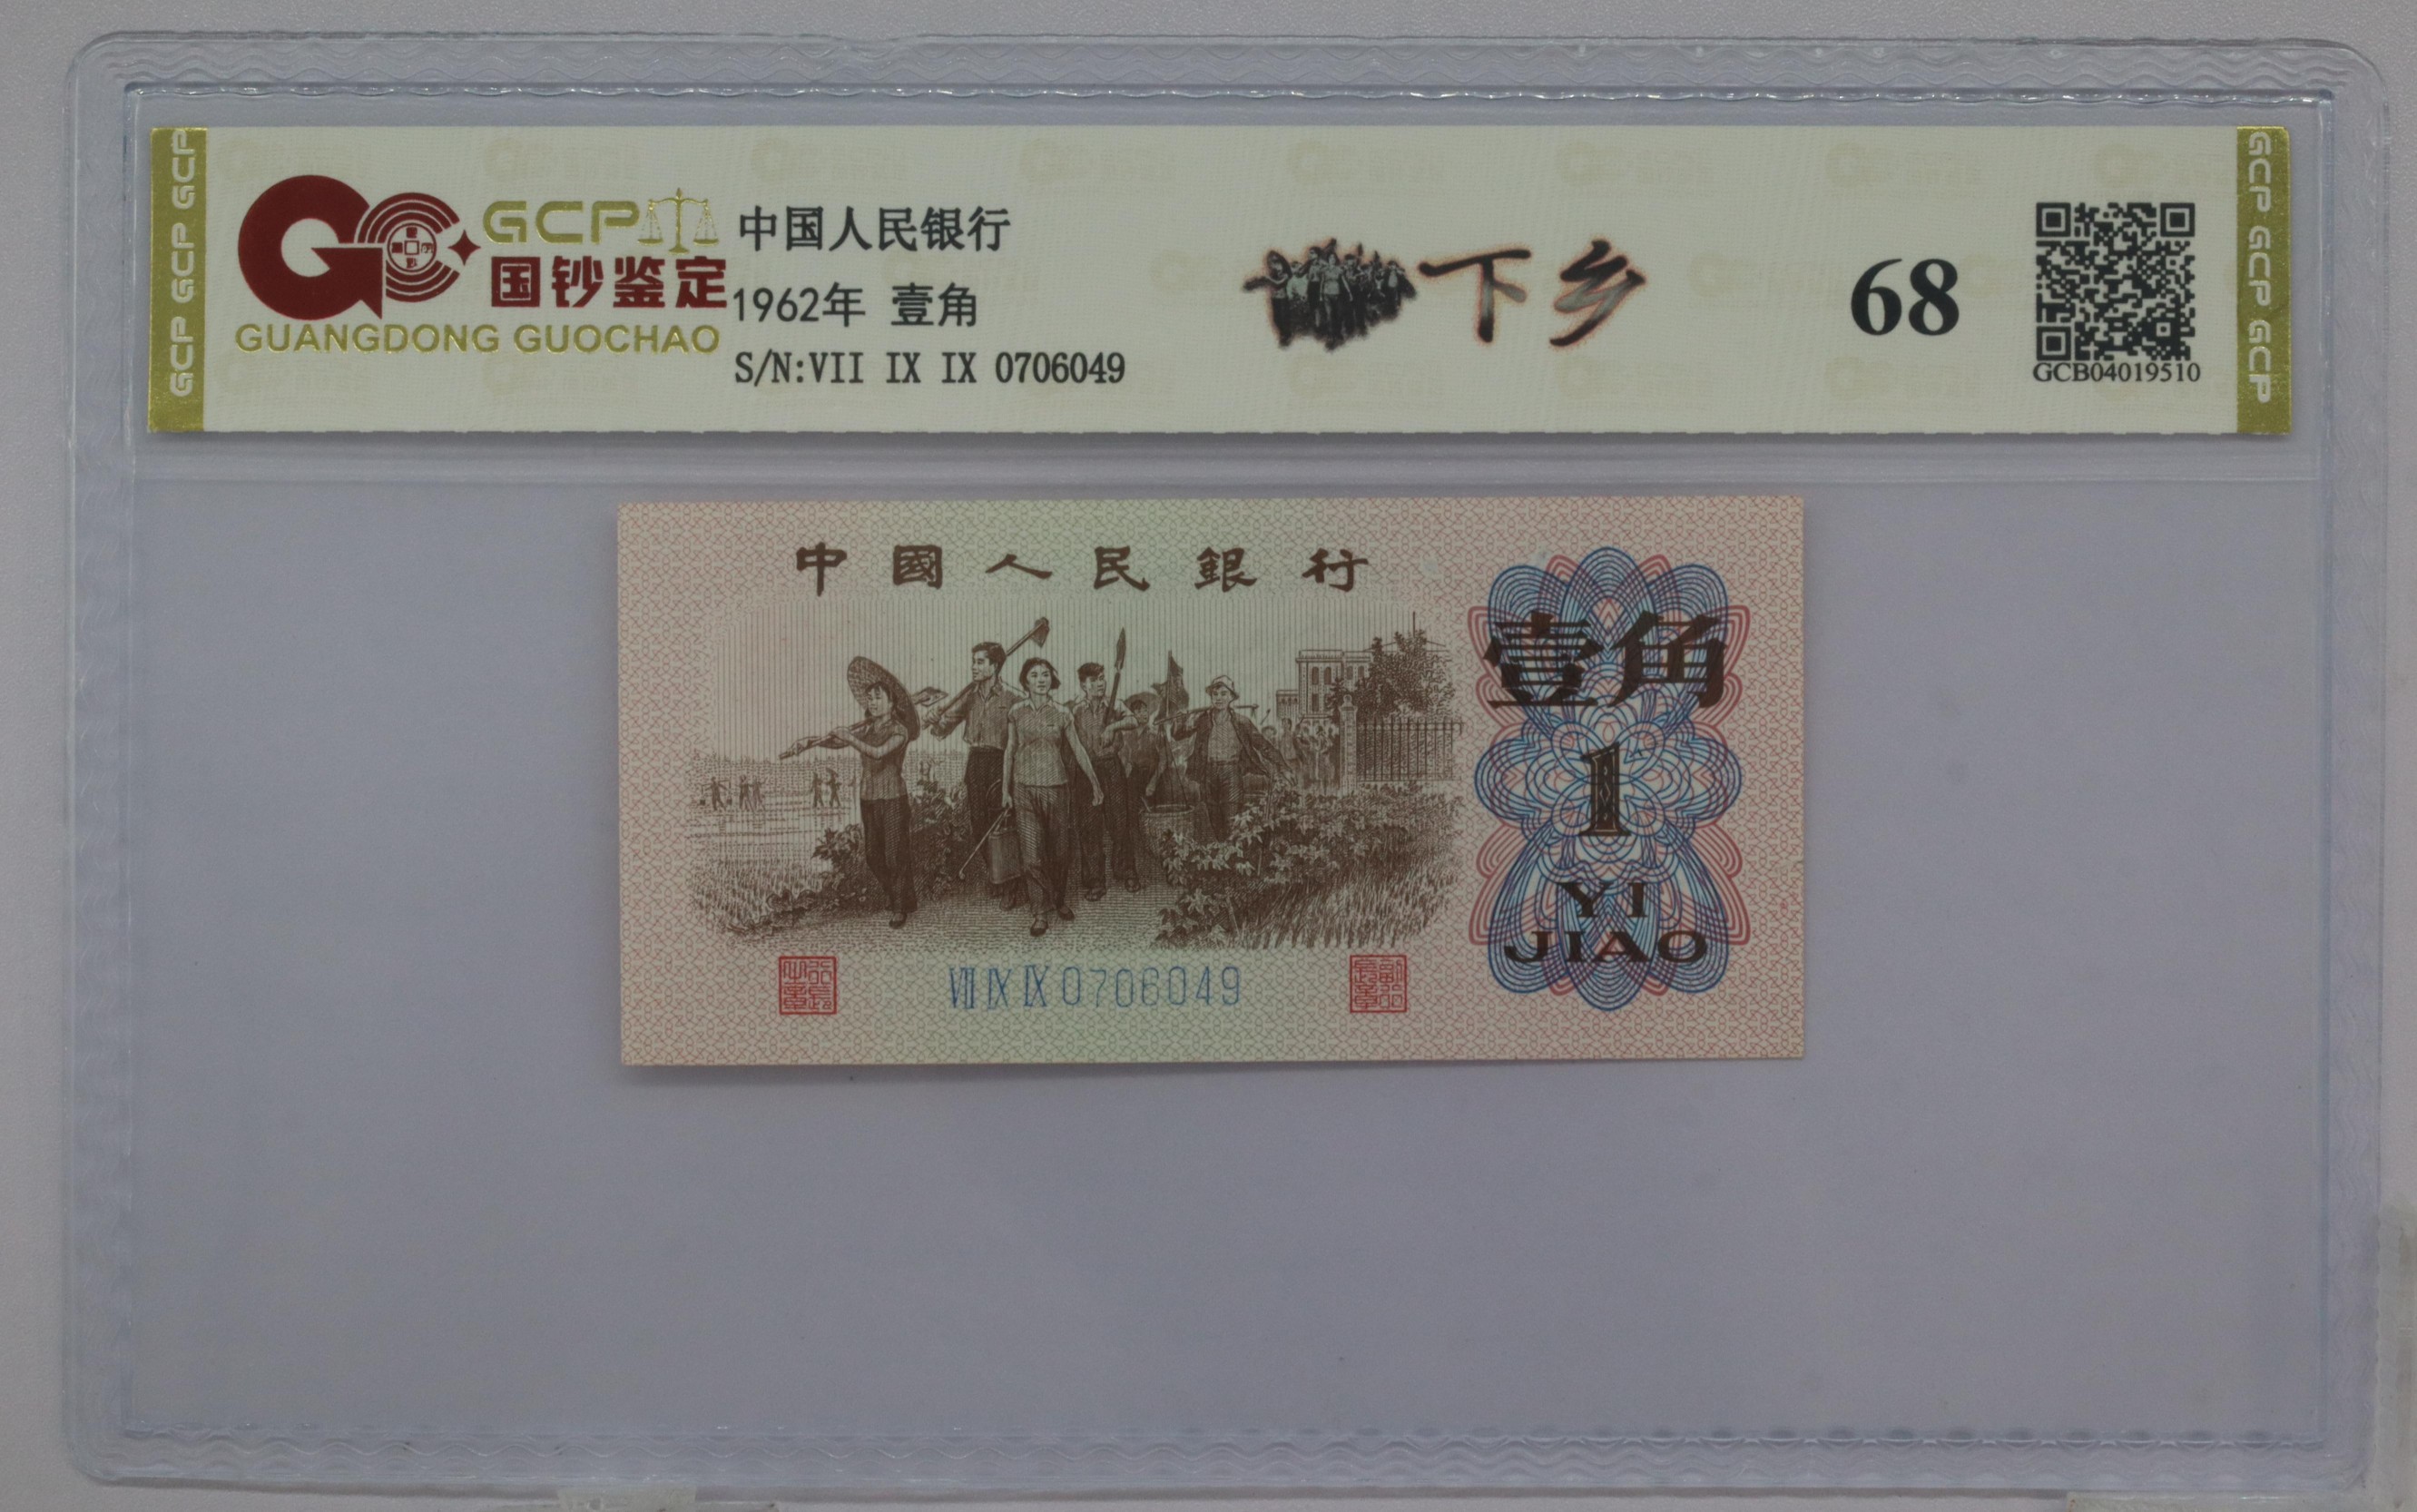 GCP GCP GCP
GCP
国钞鉴定
GUANGDONG GUOCHAO
中国人民银行
1962年 壹角
S/N:VII IX IX 0706049
下乡
68
GCB04019510
GCP GCP GCP
中國人民銀行
壹角
1
YI
JIAO
VII IX IX 0706049